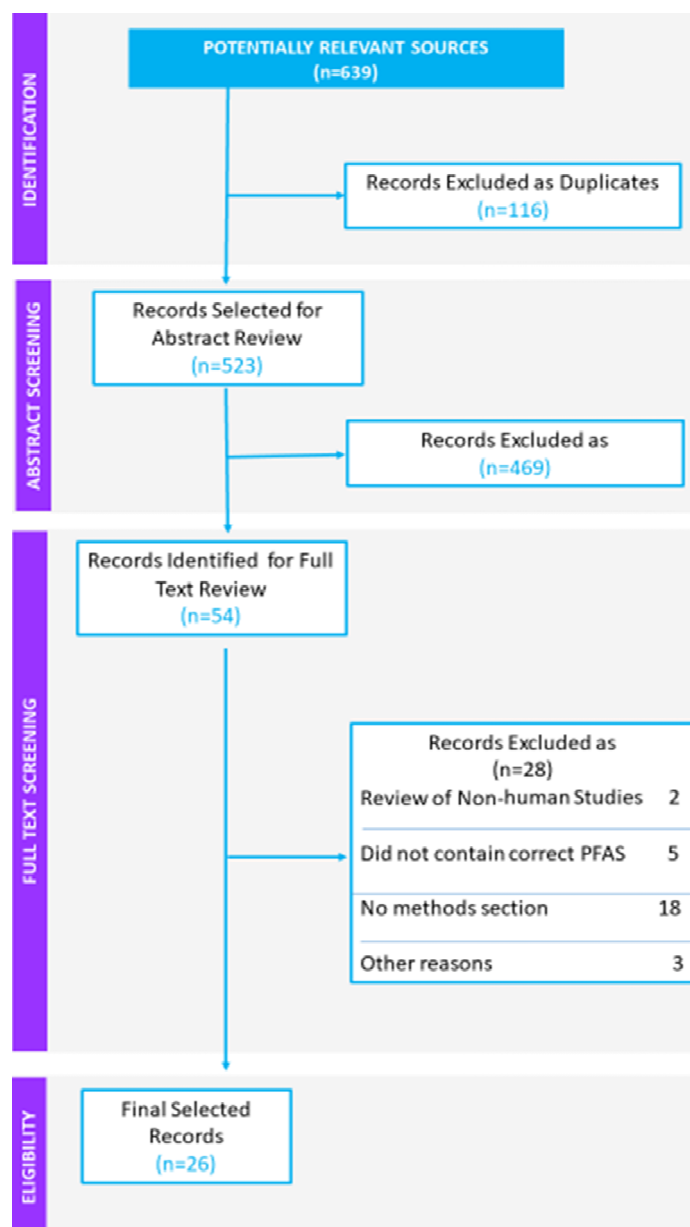 IDENTIFICATION
POTENTIALLY RELEVANT SOURCES
(n=639)
Records Excluded as Duplicates
(n=116)
ABSTRACT SCREENING
Records Selected for
Abstract Review
(n=523)
Records Excluded as
(n=469)
FULL TEXT SCREENING
Records Identified for Full
Text Review
(n=54)
Records Excluded as
(n=28)
Review of Non-human Studies 2
Did not contain correct PFAS 5
No methods section 18
Other reasons 3
ELIGIBILITY
Final Selected
Records
(n=26)